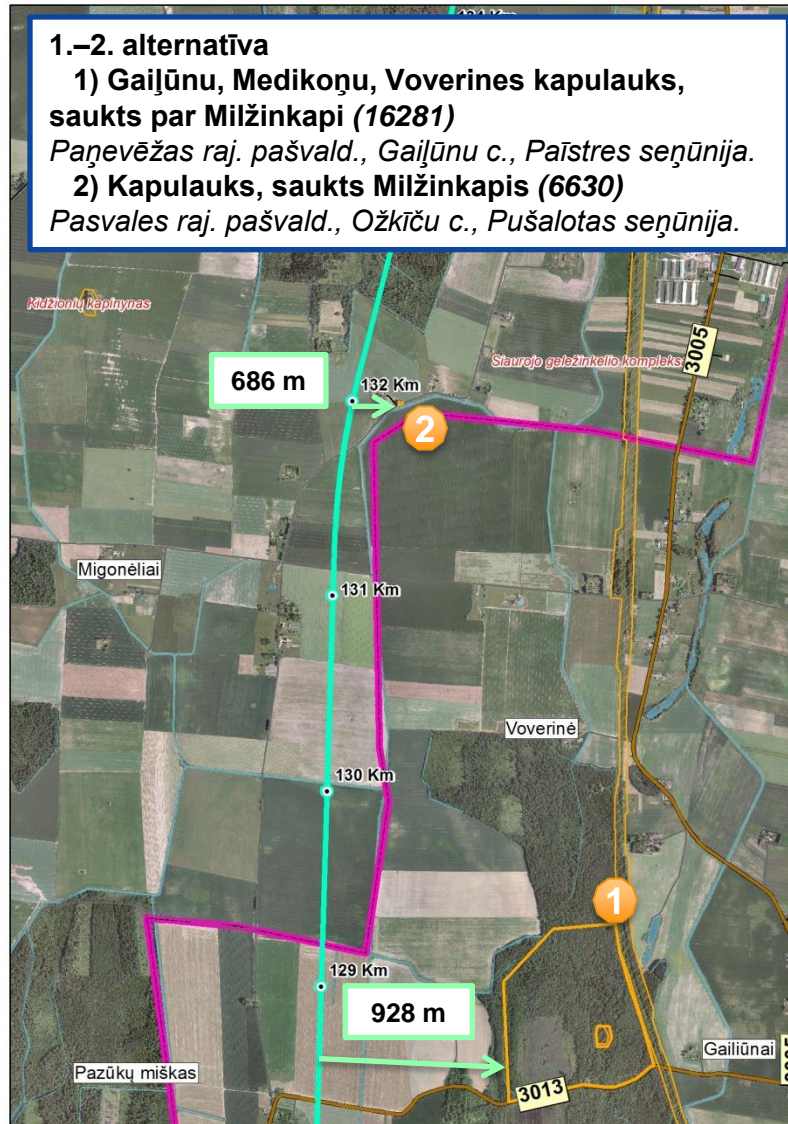 1.–2. alternatīva
1) Gaiļūnu, Medikoņu, Voverines kapulauks,
saukts par Milžinkapi (16281)
Paņevēžas raj. pašvald., Gaiļūnu c., Paīstres seņūnija.
2) Kapulauks, saukts Milžinkapis (6630)
Pasvales raj. pašvald., Ožkīču c., Pušalotas seņūnija.
Kidžionių kapinynas
Siaurojo geležinkelio kompleks
3005
686 m
132 Km
2
Migonėliai
131 Km
Voverinė
130 Km
1
129 Km
928 m
Gailiūnai
Pazūkų miškas
3013